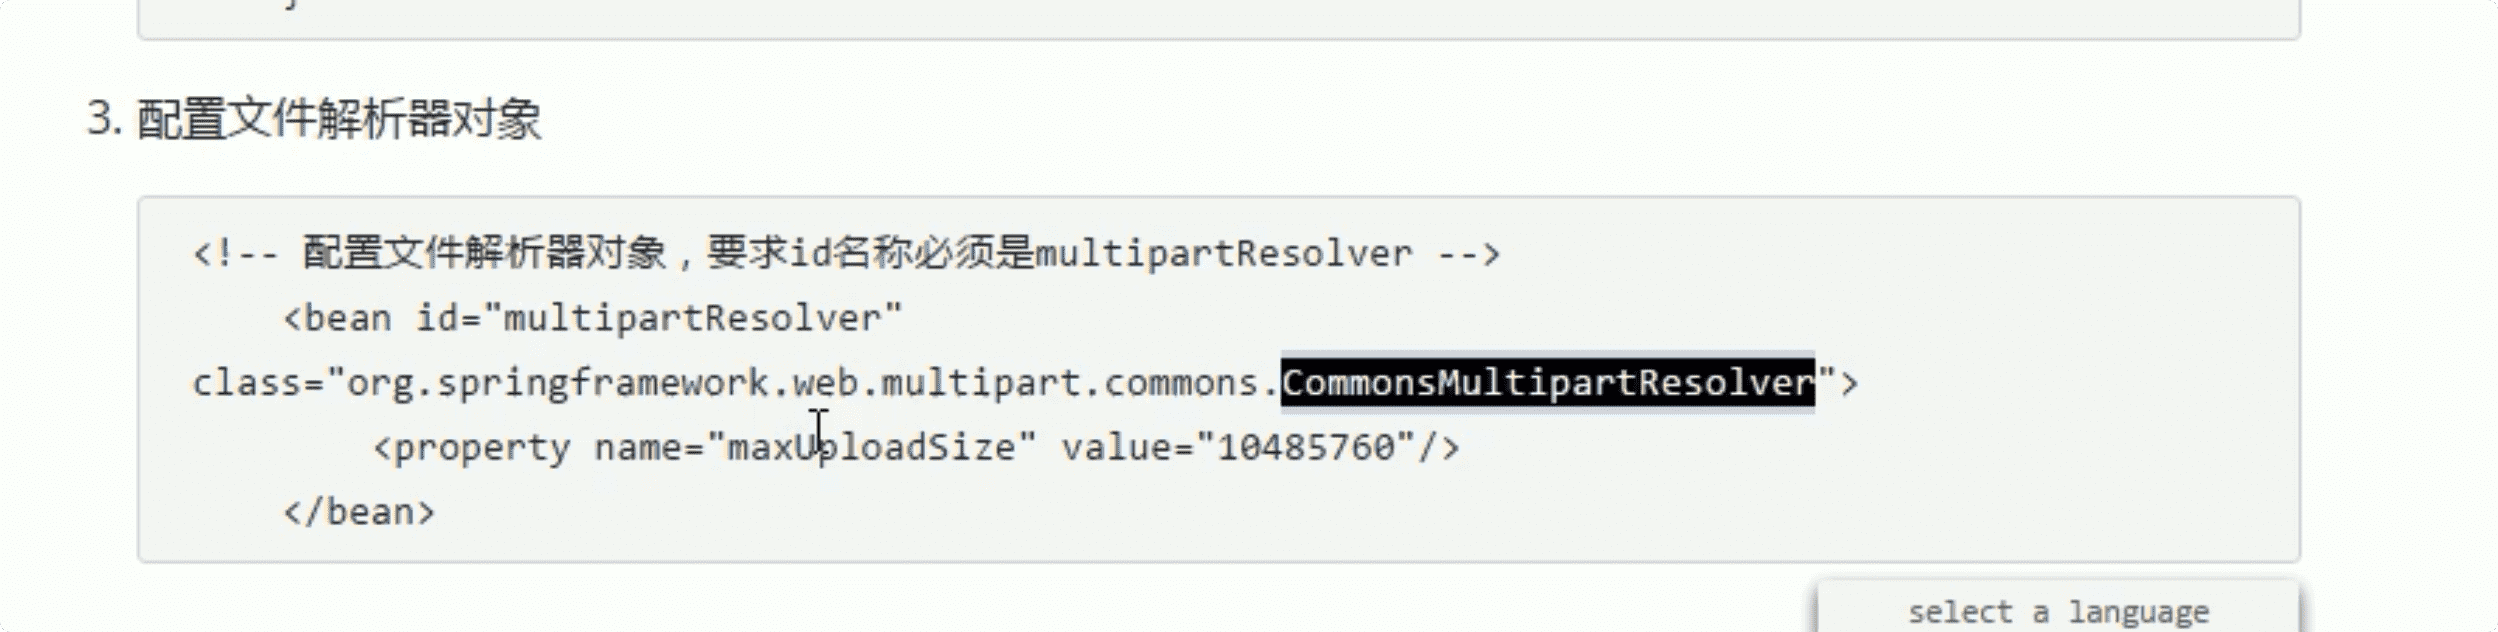 }
3. 配置文件解析器对象
<!-- 配置文件解析器对象，要求id名称必须是multipartResolver -->
<bean id="multipartResolver"
class="org.springframework.web.multipart.commons.CommonsMultipartResolver">
<property name="maxUploadSize" value="10485760"/>
</bean>
select a language